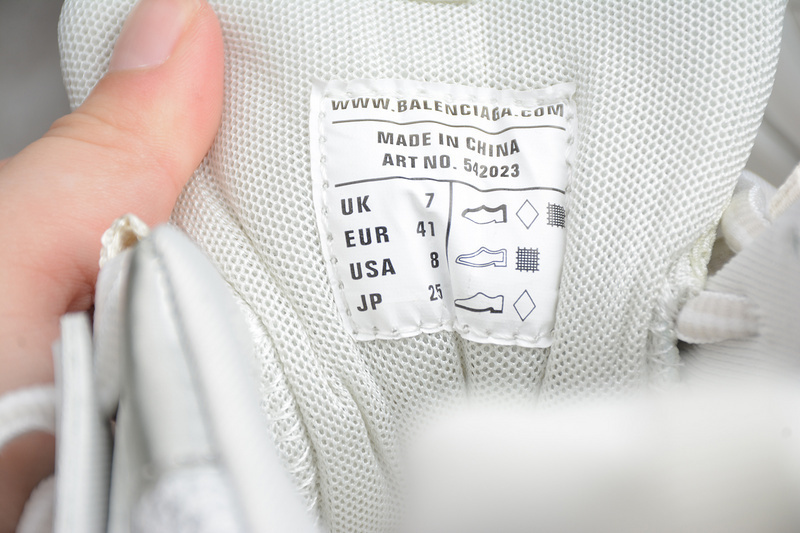 WWW.BALENCIAGA.COM
MADE IN CHINA
ART NO. 542023
UK 7
EUR 41
USA 8
JP 25